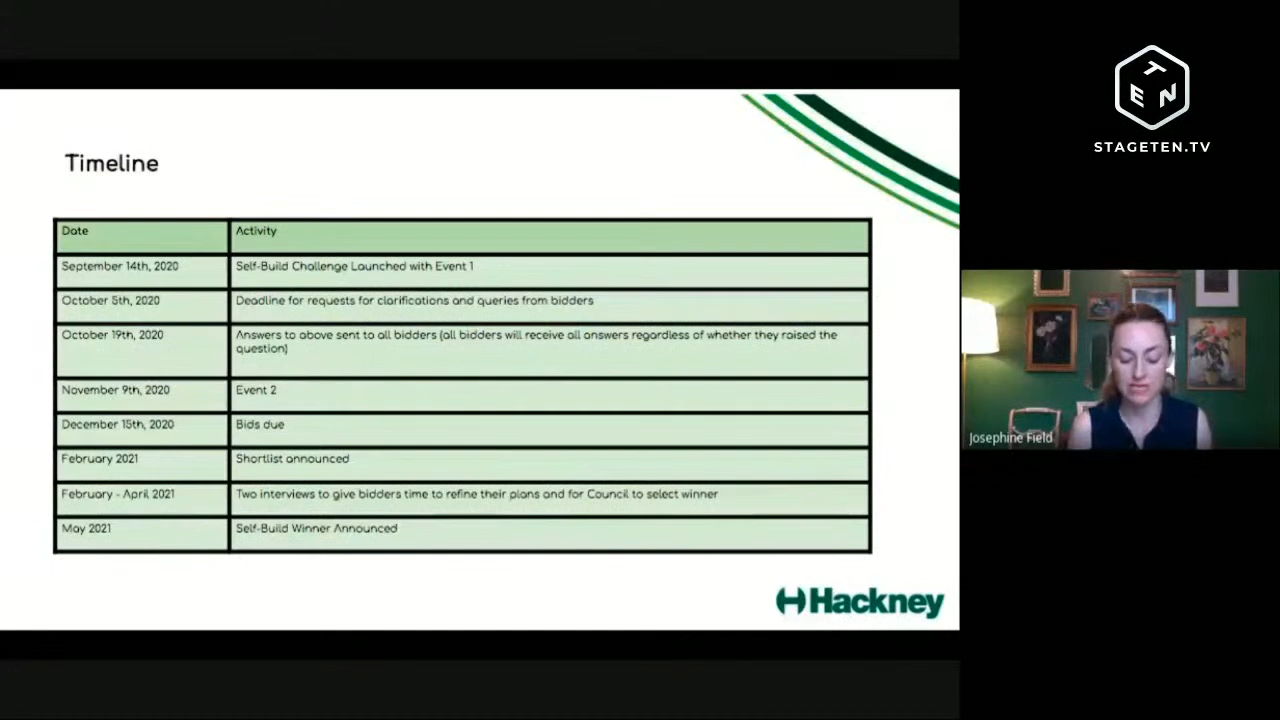 Timeline
Date
Activity
September 14th, 2020
Self-Build Challenge Launched with Event 1
October 5th, 2020
Deadline for requests for clarifications and queries from bidders
October 19th, 2020
Answers to above sent to all bidders (all bidders will receive all answers regardless of whether they raised the
question)
November 9th, 2020
Event 2
December 15th, 2020
Bids due
February 2021
Shortlist announced
February - April 2021
Two interviews to give bidders time to refine their plans and for Council to select winner
May 2021
Self-Build Winner Announced
Hackney
TEN
STAGETEN.TV
Josephine Field